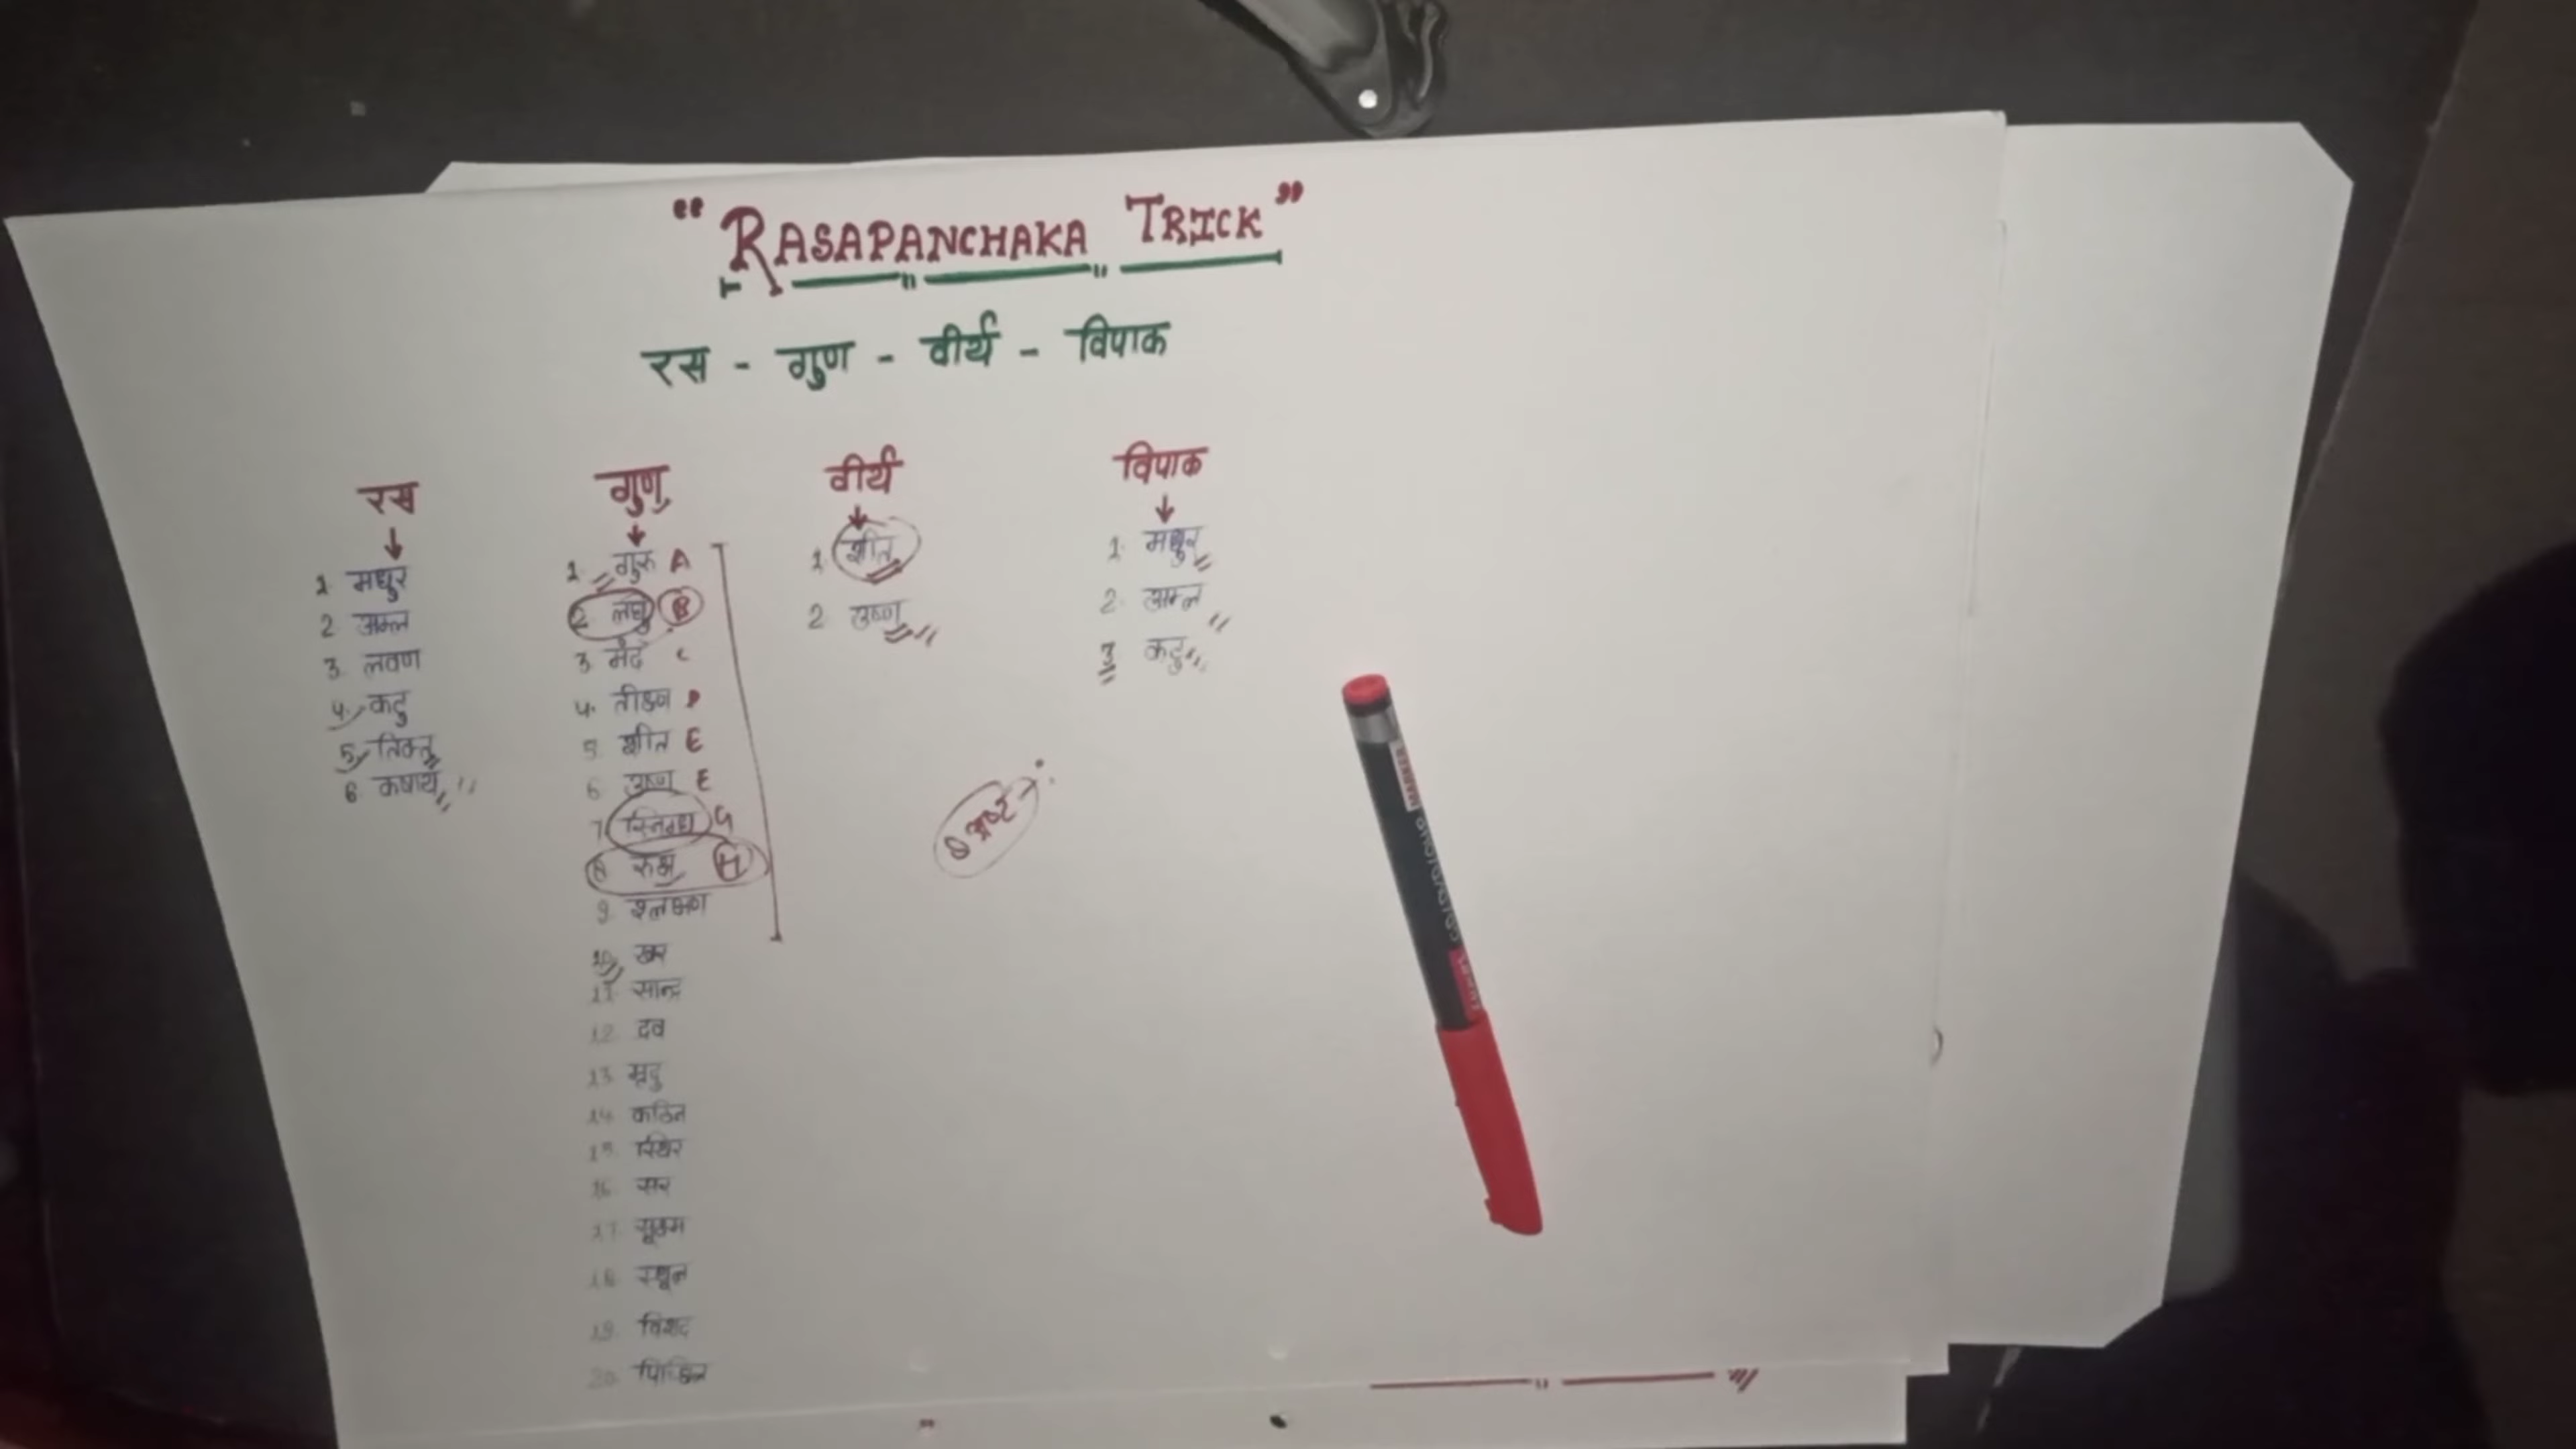 "RASAPANCHAKA TRICK"
रस - गुण - वीर्य - विपाक
रस
1. मधुर
2. अम्ल
3. लवण
4. कटु
5. तिक्त
6. कषाय
गुण
1. गुरु A
2. लघु B
3. मंद C
4. तीक्ष्ण D
5. शीत E
6. उष्ण E
7. स्निग्ध G
8 रुक्ष H
9. श्लक्ष्ण
10. खर
11. सान्द्र
12. द्रव
13. मृदु
14. कठिन
15. स्थिर
16. सर
17. सूक्ष्म
18. स्थूल
19. विशद
20. पिच्छिल
वीर्य
1. शीत
2. उष्ण
विपाक
1. मधुर
2. अम्ल
3 कटु
MARKER